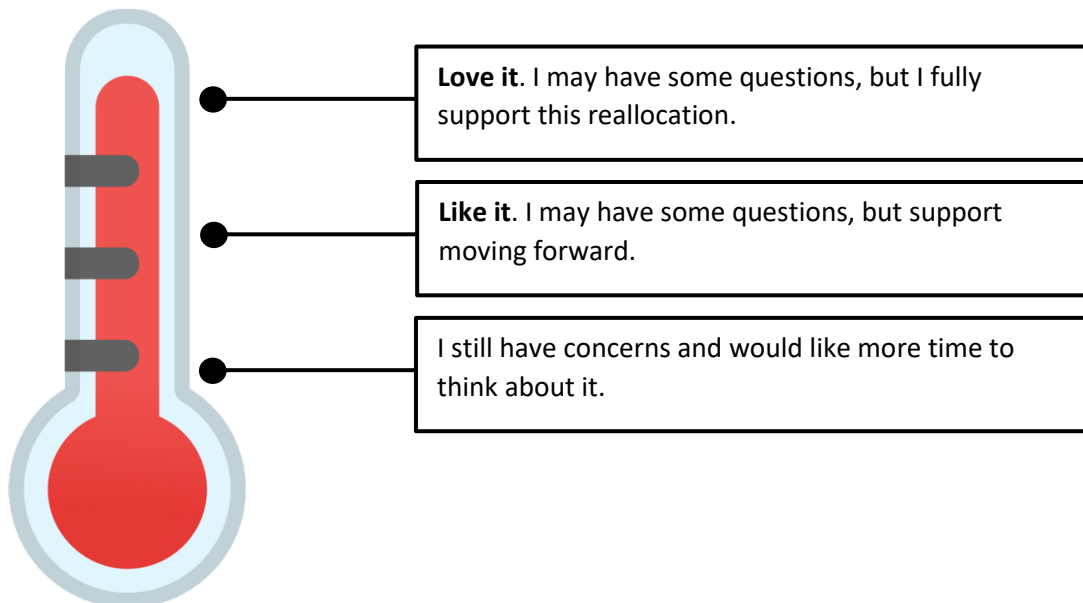 Love it. I may have some questions, but I fully
support this reallocation.
Like it. I may have some questions, but support
moving forward.
I still have concerns and would like more time to
think about it.